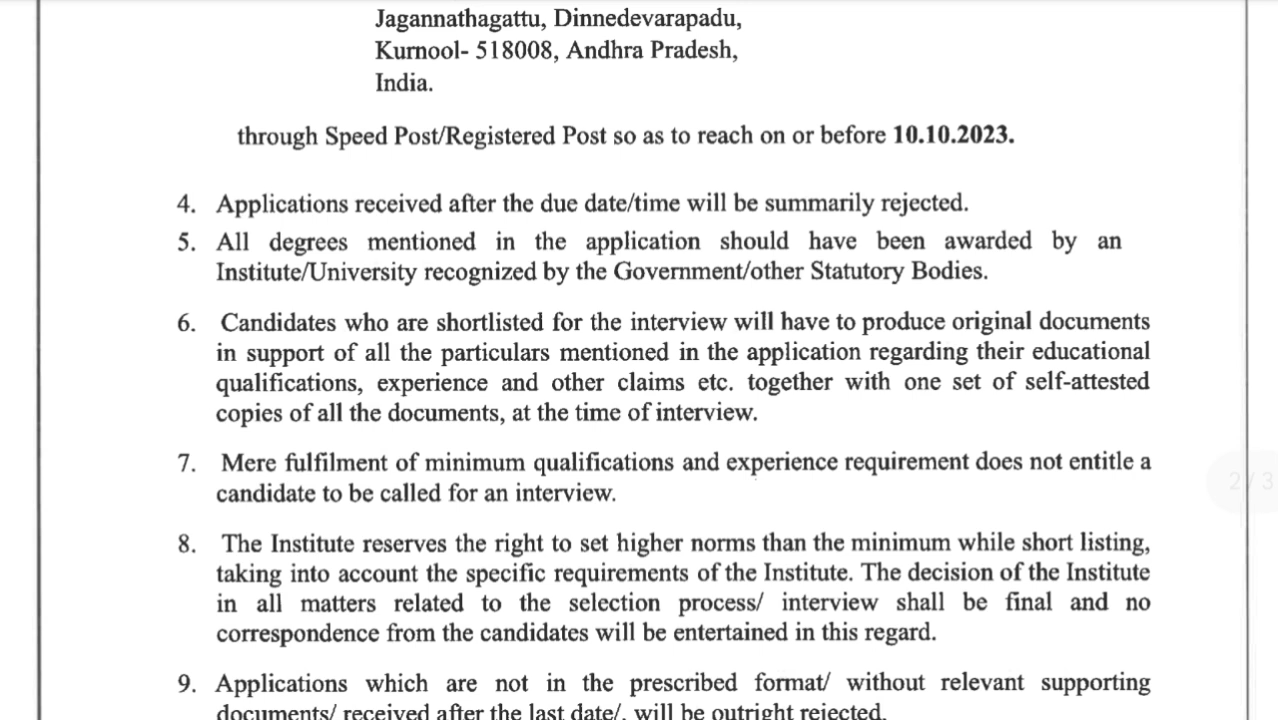 Jagannathagattu, Dinnedevarapadu,
Kurnool- 518008, Andhra Pradesh,
India.
through Speed Post/Registered Post so as to reach on or before 10.10.2023.
4. Applications received after the due date/time will be summarily rejected.
5. All degrees mentioned in the application should have been awarded by an
Institute/University recognized by the Government/other Statutory Bodies.
6. Candidates who are shortlisted for the interview will have to produce original documents
in support of all the particulars mentioned in the application regarding their educational
qualifications, experience and other claims etc. together with one set of self-attested
copies of all the documents, at the time of interview.
7. Mere fulfilment of minimum qualifications and experience requirement does not entitle a
candidate to be called for an interview.
2/3
8. The Institute reserves the right to set higher norms than the minimum while short listing,
taking into account the specific requirements of the Institute. The decision of the Institute
in all matters related to the selection process/ interview shall be final and no
correspondence from the candidates will be entertained in this regard.
9. Applications which are not in the prescribed format/ without relevant supporting
documents/ received after the last date/, will be outright rejected.